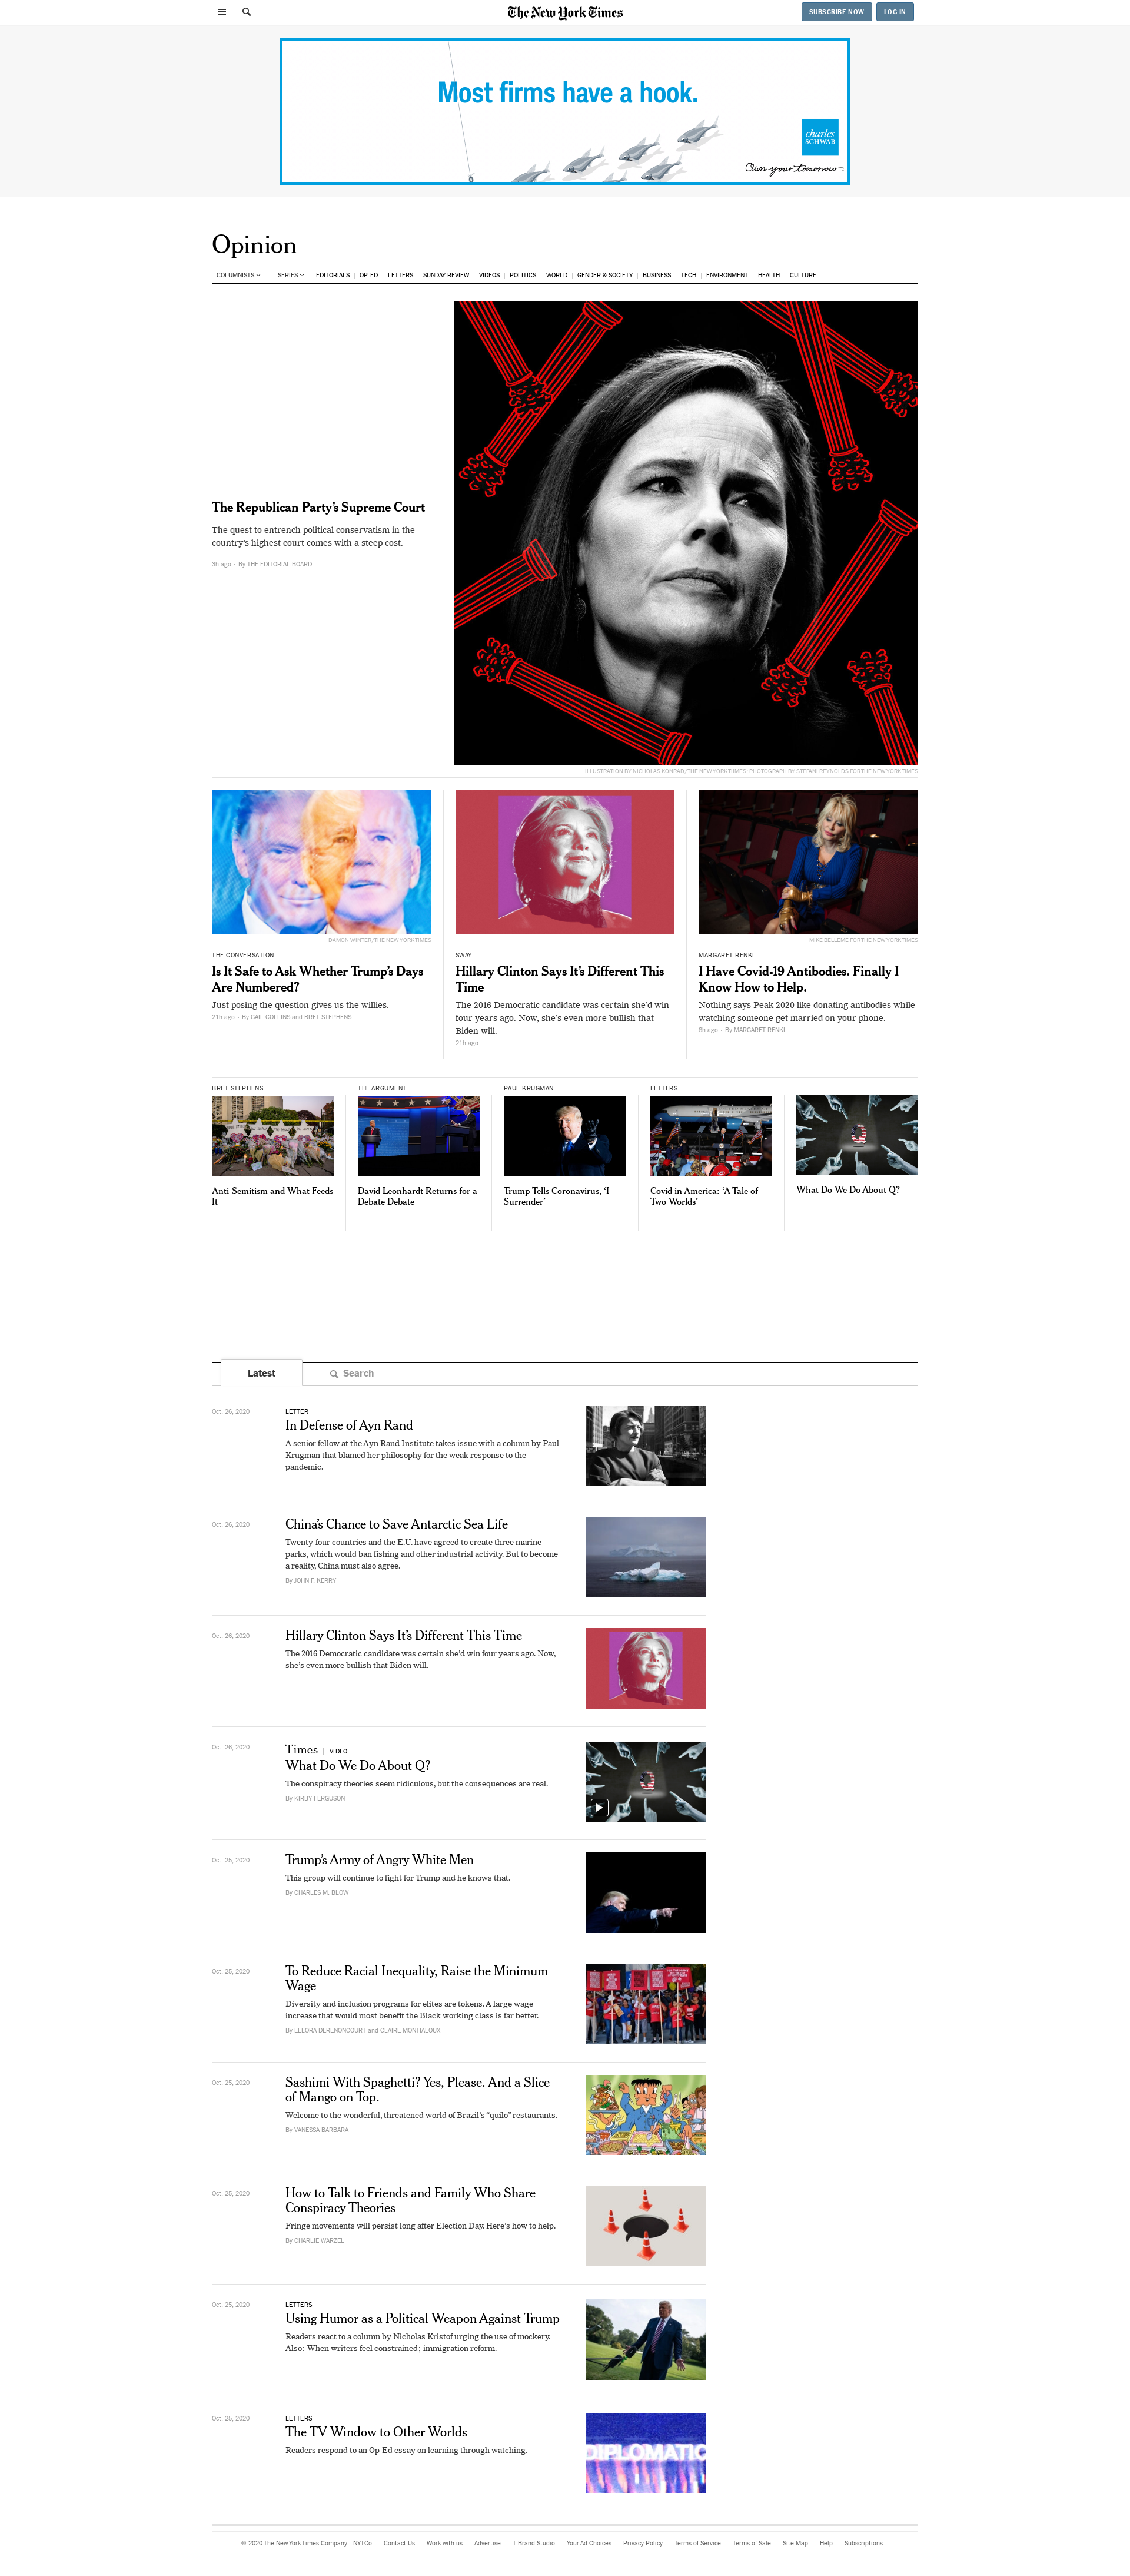 The New York Times
SUBSCRIBE NOW
LOG IN
Most firms have a hook.
charles
SCHWAB
Own your tomorrow
Opinion
COLUMNISTS
SERIES
EDITORIALS
OP-ED
LETTERS
SUNDAY REVIEW
VIDEOS
POLITICS
WORLD
GENDER & SOCIETY
BUSINESS
TECH
ENVIRONMENT
HEALTH
CULTURE
The Republican Party’s Supreme Court
The quest to entrench political conservatism in the
country’s highest court comes with a steep cost.
3h ago - By THE EDITORIAL BOARD
ILLUSTRATION BY NICHOLAS KONRAD/THE NEW YORK TIMES; PHOTOGRAPH BY STEFANI REYNOLDS FOR THE NEW YORK TIMES
DAMON WINTER/THE NEW YORK TIMES
THE CONVERSATION
Is It Safe to Ask Whether Trump’s Days
Are Numbered?
Just posing the question gives us the willies.
21h ago - By GAIL COLLINS and BRET STEPHENS
SWAY
Hillary Clinton Says It’s Different This
Time
The 2016 Democratic candidate was certain she’d win
four years ago. Now, she’s even more bullish that
Biden will.
21h ago
MIKE BELLEME FOR THE NEW YORK TIMES
MARGARET RENKL
I Have Covid-19 Antibodies. Finally I
Know How to Help.
Nothing says Peak 2020 like donating antibodies while
watching someone get married on your phone.
8h ago - By MARGARET RENKL
BRET STEPHENS
Anti-Semitism and What Feeds
It
THE ARGUMENT
David Leonhardt Returns for a
Debate Debate
PAUL KRUGMAN
Trump Tells Coronavirus, ‘I
Surrender’
LETTERS
Covid in America: ‘A Tale of
Two Worlds’
What Do We Do About Q?
Latest
Search
Oct. 26, 2020
LETTER
In Defense of Ayn Rand
A senior fellow at the Ayn Rand Institute takes issue with a column by Paul
Krugman that blamed her philosophy for the weak response to the
pandemic.
Oct. 26, 2020
China’s Chance to Save Antarctic Sea Life
Twenty-four countries and the E.U. have agreed to create three marine
parks, which would ban fishing and other industrial activity. But to become
a reality, China must also agree.
By JOHN F. KERRY
Oct. 26, 2020
Hillary Clinton Says It’s Different This Time
The 2016 Democratic candidate was certain she’d win four years ago. Now,
she’s even more bullish that Biden will.
Oct. 26, 2020
Times | VIDEO
What Do We Do About Q?
The conspiracy theories seem ridiculous, but the consequences are real.
By KIRBY FERGUSON
Oct. 25, 2020
Trump’s Army of Angry White Men
This group will continue to fight for Trump and he knows that.
By CHARLES M. BLOW
Oct. 25, 2020
To Reduce Racial Inequality, Raise the Minimum
Wage
Diversity and inclusion programs for elites are tokens. A large wage
increase that would most benefit the Black working class is far better.
By ELLORA DERENONCOURT and CLAIRE MONTIALOUX
Oct. 25, 2020
Sashimi With Spaghetti? Yes, Please. And a Slice
of Mango on Top.
Welcome to the wonderful, threatened world of Brazil’s “quilo” restaurants.
By VANESSA BARBARA
Oct. 25, 2020
How to Talk to Friends and Family Who Share
Conspiracy Theories
Fringe movements will persist long after Election Day. Here’s how to help.
By CHARLIE WARZEL
Oct. 25, 2020
LETTERS
Using Humor as a Political Weapon Against Trump
Readers react to a column by Nicholas Kristof urging the use of mockery.
Also: When writers feel constrained; immigration reform.
Oct. 25, 2020
LETTERS
The TV Window to Other Worlds
Readers respond to an Op-Ed essay on learning through watching.
DIPLOMATIC
© 2020 The New York Times Company
NYTCo
Contact Us
Work with us
Advertise
T Brand Studio
Your Ad Choices
Privacy Policy
Terms of Service
Terms of Sale
Site Map
Help
Subscriptions